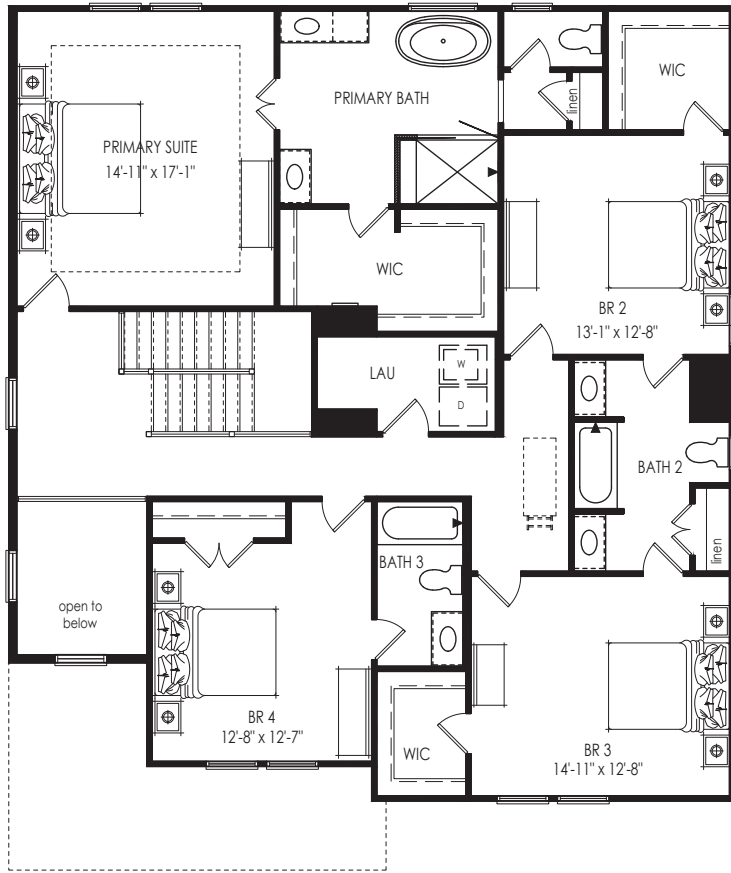 WIC
linen
PRIMARY BATH
PRIMARY SUITE
14'-11" x 17'-1"
WIC
BR 2
13'-1" x 12'-8"
LAU
W
D
BATH 2
linen
BATH 3
open to
below
BR 4
12'-8" x 12'-7"
WIC
BR 3
14'-11" x 12'-8"